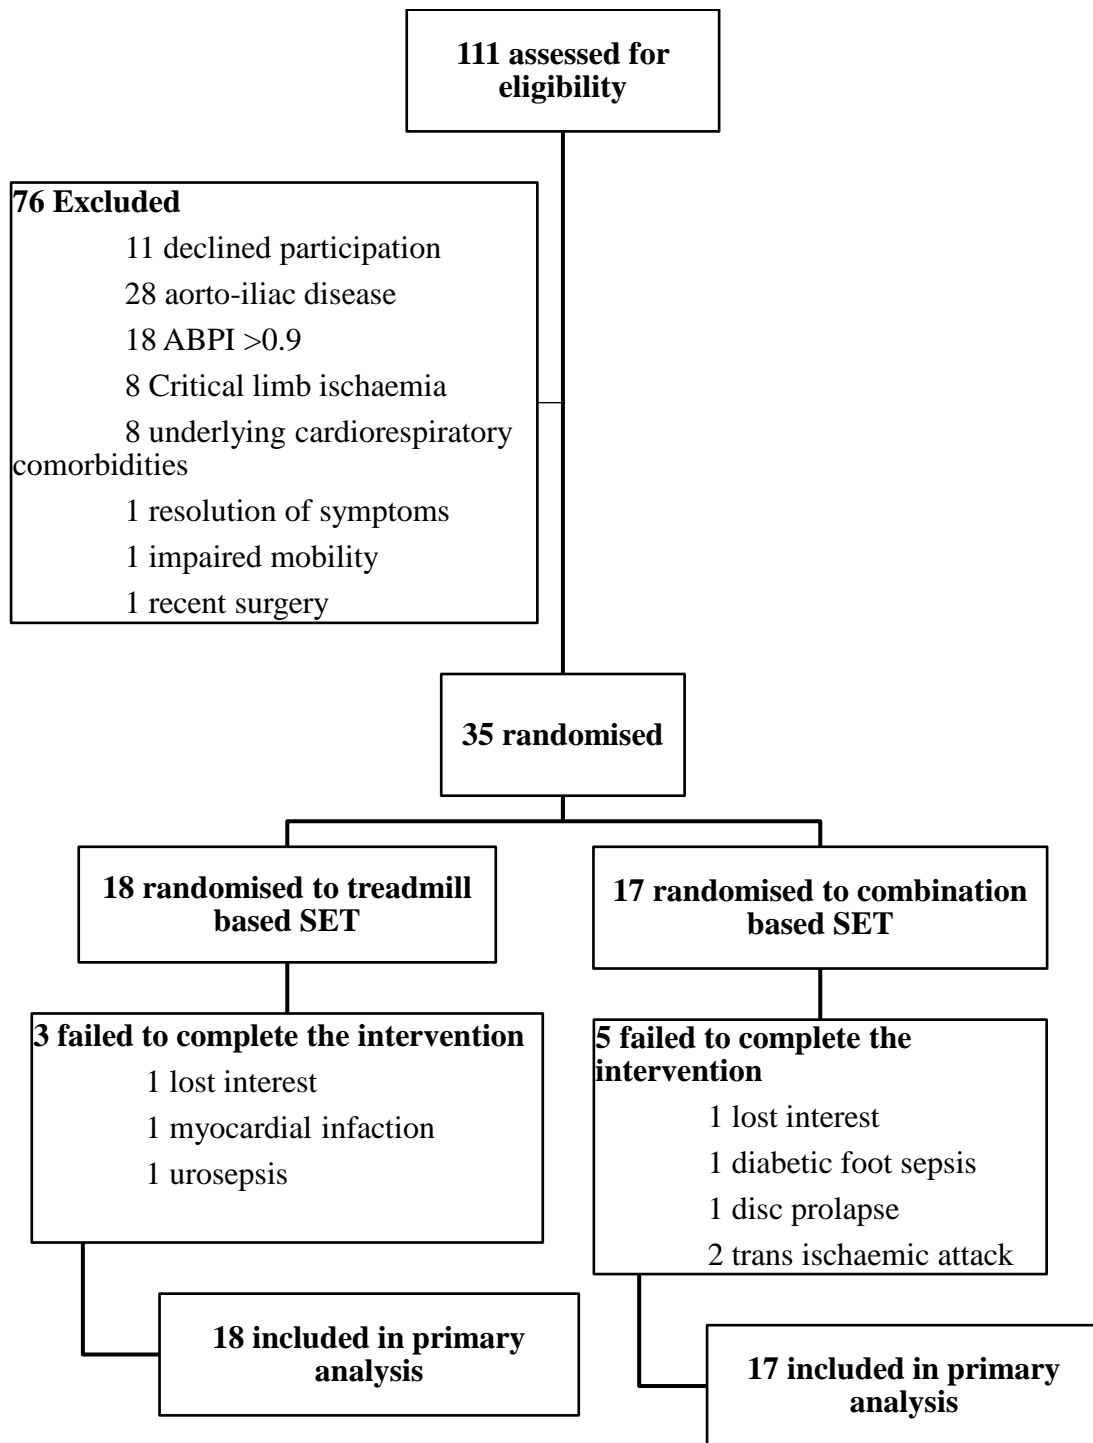 111 assessed for
eligibility
76 Excluded
11 declined participation
28 aorto-iliac disease
18 ABPI >0.9
8 Critical limb ischaemia
8 underlying cardiorespiratory
comorbidities
1 resolution of symptoms
1 impaired mobility
1 recent surgery
35 randomised
18 randomised to treadmill
based SET
17 randomised to combination
based SET
3 failed to complete the intervention
1 lost interest
1 myocardial infaction
1 urosepsis
5 failed to complete the
intervention
1 lost interest
1 diabetic foot sepsis
1 disc prolapse
2 trans ischaemic attack
18 included in primary
analysis
17 included in primary
analysis